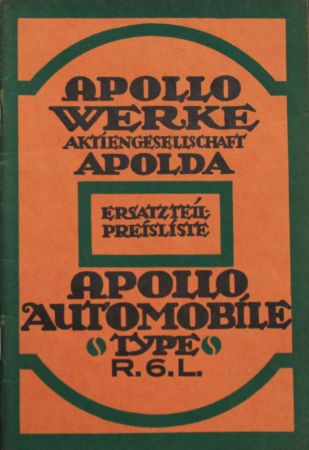 APOLLO
WERKE
AKTIENGESELLSCHAFT
APOLDA
ERSATZTEIL-
PREISLISTE
APOLLO
AUTOMOBILE
TYPE
R.6.L.